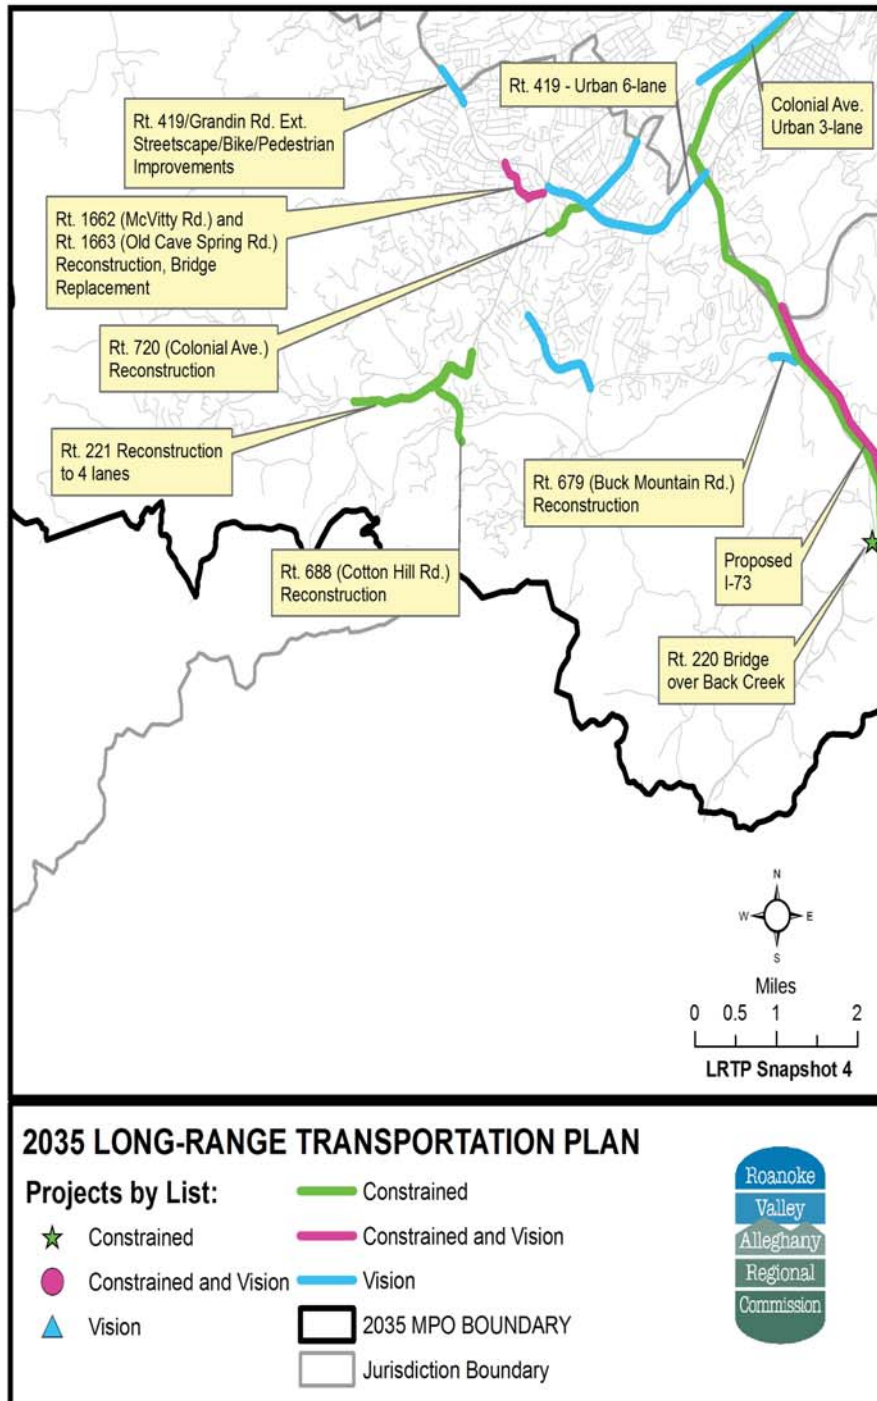 Rt. 419 - Urban 6-lane
Colonial Ave.
Urban 3-lane
Rt. 419/Grandin Rd. Ext.
Streetscape/Bike/Pedestrian
Improvements
Rt. 1662 (McVitty Rd.) and
Rt. 1663 (Old Cave Spring Rd.)
Reconstruction, Bridge
Replacement
Rt. 720 (Colonial Ave.)
Reconstruction
Rt. 221 Reconstruction
to 4 lanes
Rt. 679 (Buck Mountain Rd.)
Reconstruction
Rt. 688 (Cotton Hill Rd.)
Reconstruction
Proposed
I-73
Rt. 220 Bridge
over Back Creek
N
W E
S
Miles
0 0.5 1 2
LRTP Snapshot 4
2035 LONG-RANGE TRANSPORTATION PLAN
Projects by List:
Constrained
Constrained and Vision
Vision
Constrained
Constrained and Vision
Vision
2035 MPO BOUNDARY
Jurisdiction Boundary
Roanoke
Valley
Alleghany
Regional
Commission